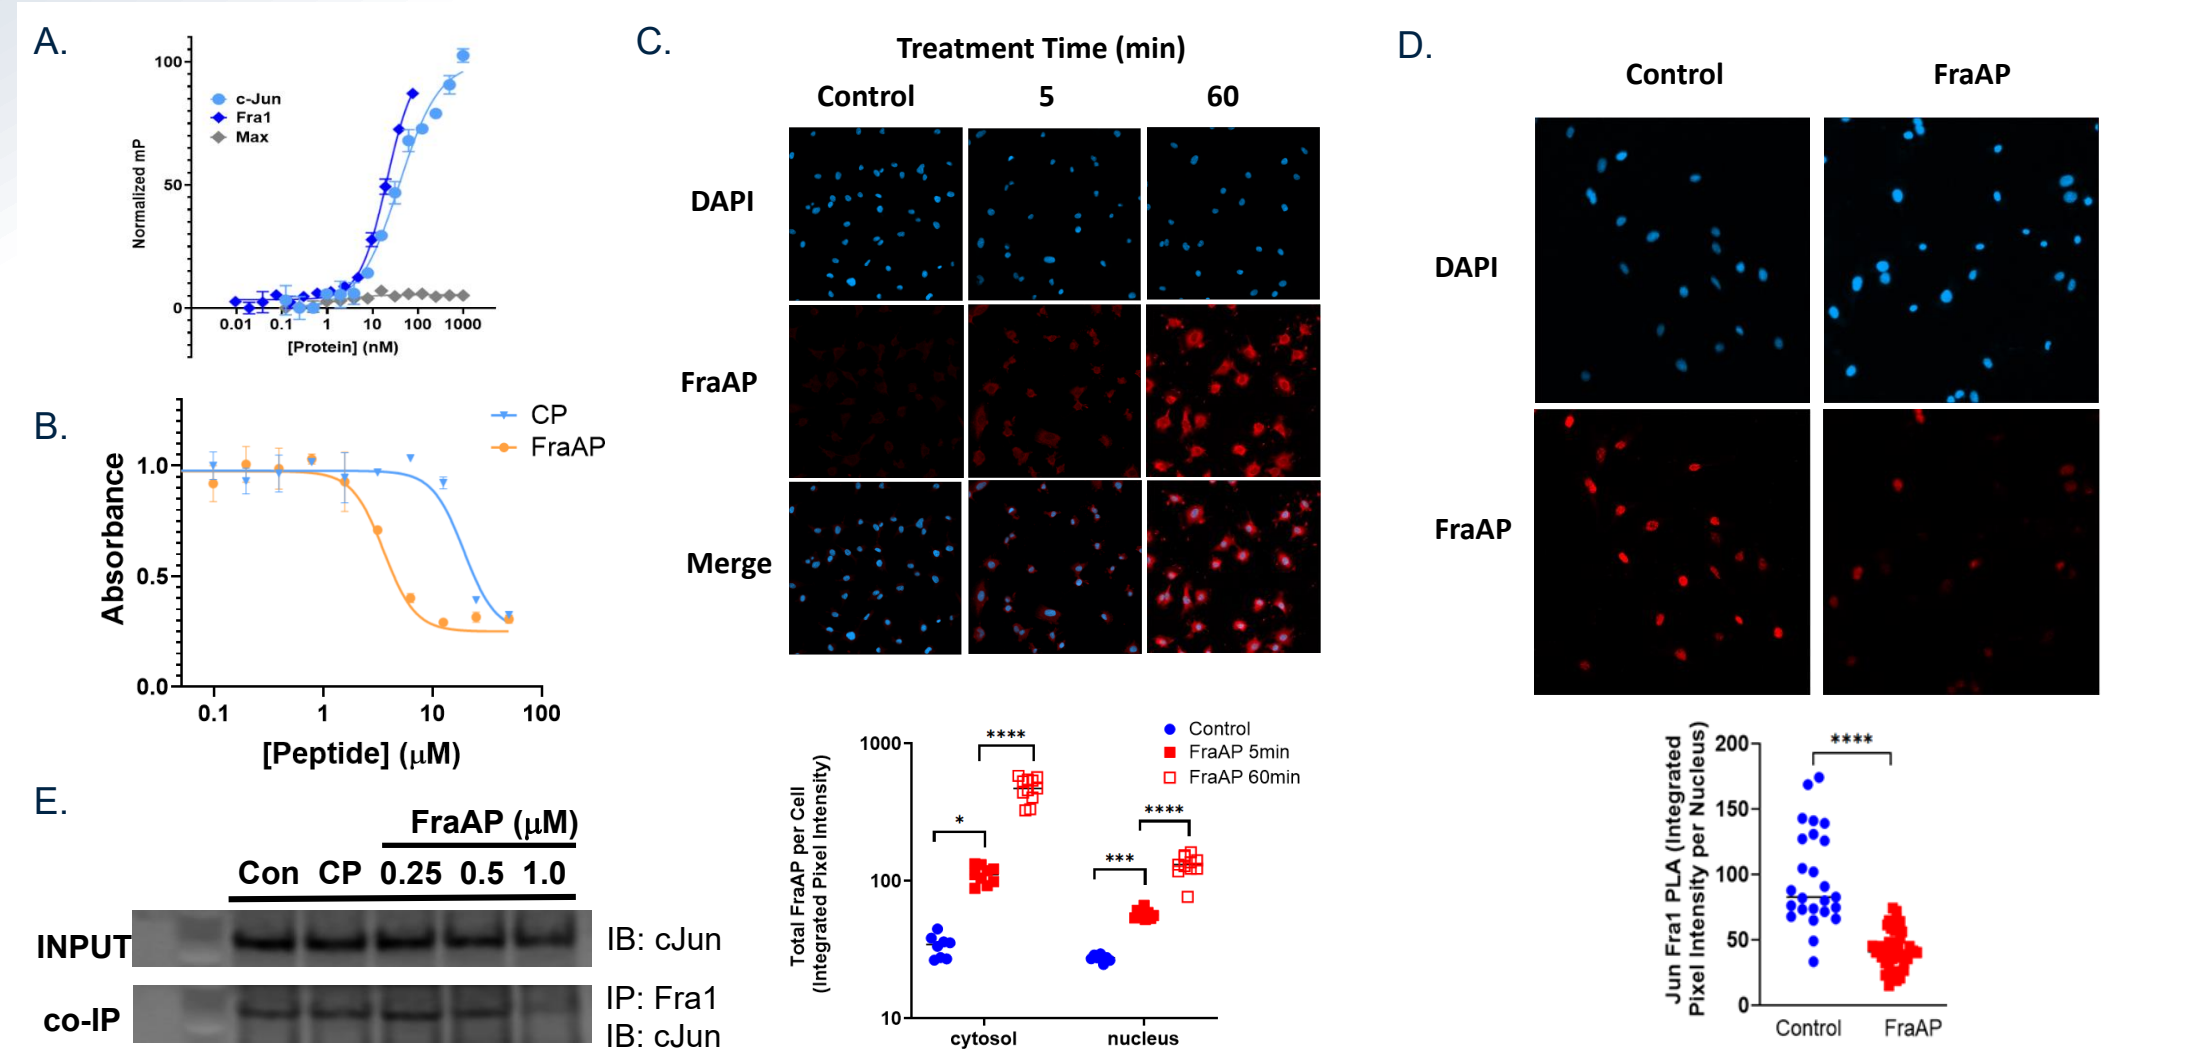 A.
100
50
0
Normalized mP
c-Jun
Fra1
Max
0.01 0.1 1 10 100 1000
[Protein] (nM)
B.
CP
FraAP
Absorbance
1.0
0.5
0.0
0.1 1 10 100
[Peptide] (μM)
E.
FraAP (μM)
Con CP 0.25 0.5 1.0
INPUT
IB: cJun
co-IP
IP: Fra1
IB: cJun
C.
Treatment Time (min)
Control 5 60
DAPI
FraAP
Merge
Total FraAP per Cell
(Integrated Pixel Intensity)
1000
100
10
Control
FraAP 5min
FraAP 60min
****
*
****
***
cytosol nucleus
D.
Control FraAP
DAPI
FraAP
Jun Fra1 PLA (Integrated
Pixel Intensity per Nucleus)
200
150
100
50
0
****
Control FraAP